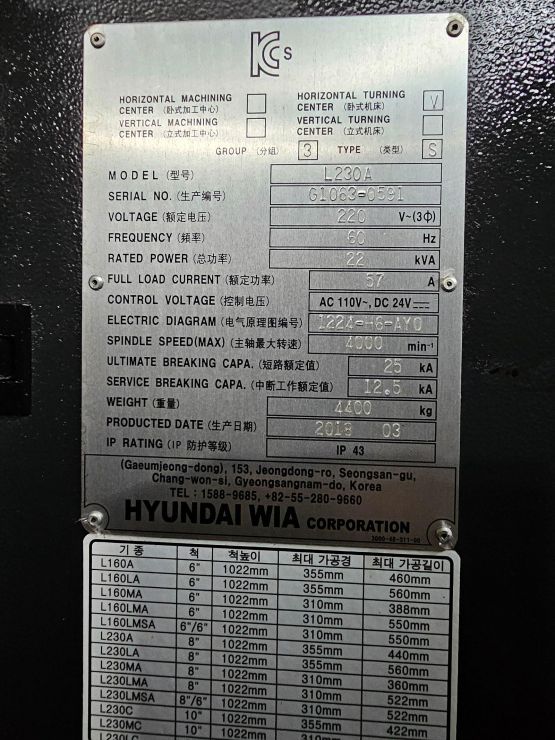 KCs
HORIZONTAL MACHINING CENTER (卧式加工中心) HORIZONTAL TURNING CENTER (卧式机床) V
VERTICAL MACHINING CENTER (立式加工中心) VERTICAL TURNING CENTER (立式机床)
GROUP (分组) 3 TYPE (类型) S
MODEL (型号) L230A
SERIAL NO. (生产编号) G1063-0591
VOLTAGE (额定电压) 220 V~(3Φ)
FREQUENCY (频率) 60 Hz
RATED POWER (总功率) 22 kVA
FULL LOAD CURRENT (额定功率) 57 A
CONTROL VOLTAGE (控制电压) AC 110V~, DC 24V
ELECTRIC DIAGRAM (电气原理图编号) 1224-H6-AY0
SPINDLE SPEED(MAX) (主轴最大转速) 4000 min⁻¹
ULTIMATE BREAKING CAPA. (短路额定值) 25 kA
SERVICE BREAKING CAPA. (中断工作额定值) 12.5 kA
WEIGHT (重量) 4400 kg
PRODUCTED DATE (生产日期) 2018 03
IP RATING (IP 防护等级) IP 43
(Gaeumjeong-dong), 153, Jeongdong-ro, Seongsan-gu,
Chang-won-si, Gyeongsangnam-do, Korea
TEL : 1588-9685, +82-55-280-9660
HYUNDAI WIA CORPORATION
기 종 척 척높이 최대 가공경 최대 가공길이
L160A 6" 1022mm 355mm 460mm
L160LA 6" 1022mm 355mm 560mm
L160MA 6" 1022mm 310mm 388mm
L160LMA 6" 1022mm 310mm 550mm
L160LMSA 6"/6" 1022mm 310mm 550mm
L230A 8" 1022mm 355mm 440mm
L230LA 8" 1022mm 355mm 560mm
L230MA 8" 1022mm 310mm 360mm
L230LMA 8" 1022mm 310mm 522mm
L230LMSA 8"/6" 1022mm 310mm 522mm
L230C 10" 1022mm 355mm 422mm
L230MC 10" 1022mm 310mm
L230LC